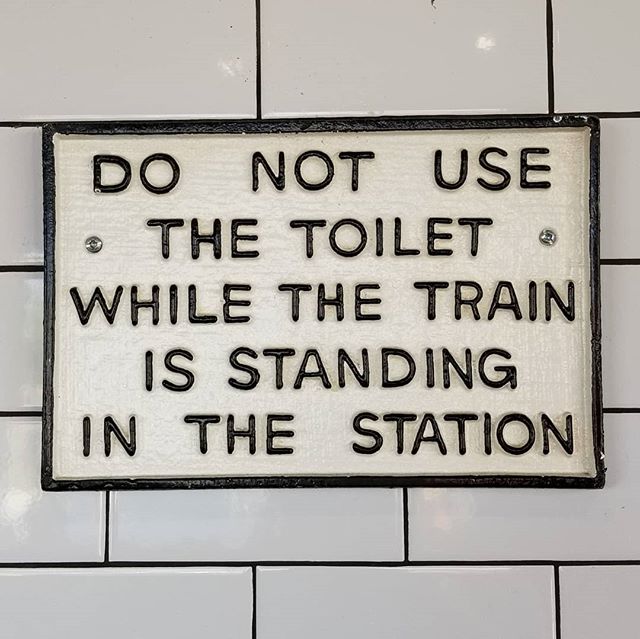 DO NOT USE
THE TOILET
WHILE THE TRAIN
IS STANDING
IN THE STATION